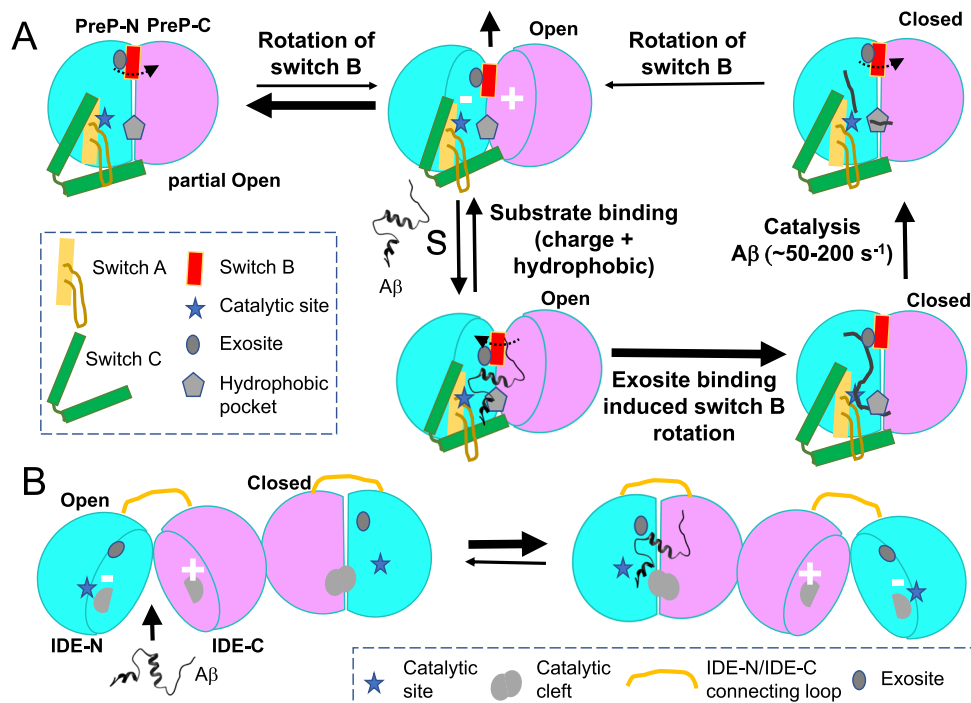 A
PreP-N PreP-C
Rotation of
switch B
Open
Rotation of
switch B
Closed
- +
partial Open
Aβ
S
Substrate binding
(charge +
hydrophobic)
Catalysis
Aβ (~50-200 s⁻¹)
Switch A
Switch B
Catalytic site
Exosite
Switch C
Hydrophobic
pocket
Open
Exosite binding
induced switch B
rotation
Closed
B
Open
Closed
- +
+ -
IDE-N
IDE-C
Aβ
Catalytic
site
Catalytic
cleft
IDE-N/IDE-C
connecting loop
Exosite